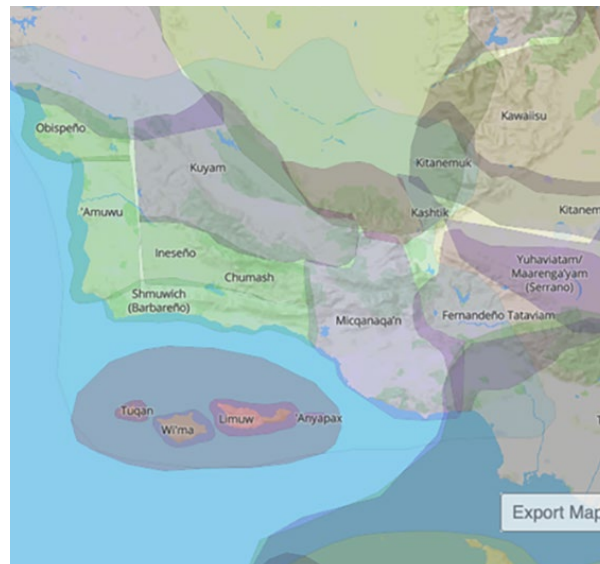 Kawaiisu
Obispeño
Kitanemuk
Kuyam
'Amuwu
Kashtik
Kitanem
Ineseño
Yuhaviatam/
Maarenga'yam
(Serrano)
Chumash
Shmuwich
(Barbareño)
Micqanaqa'n
Fernandeño Tataviam
Tuqan
Limuw
'Anyapax
Wi'ma
T
Export Map